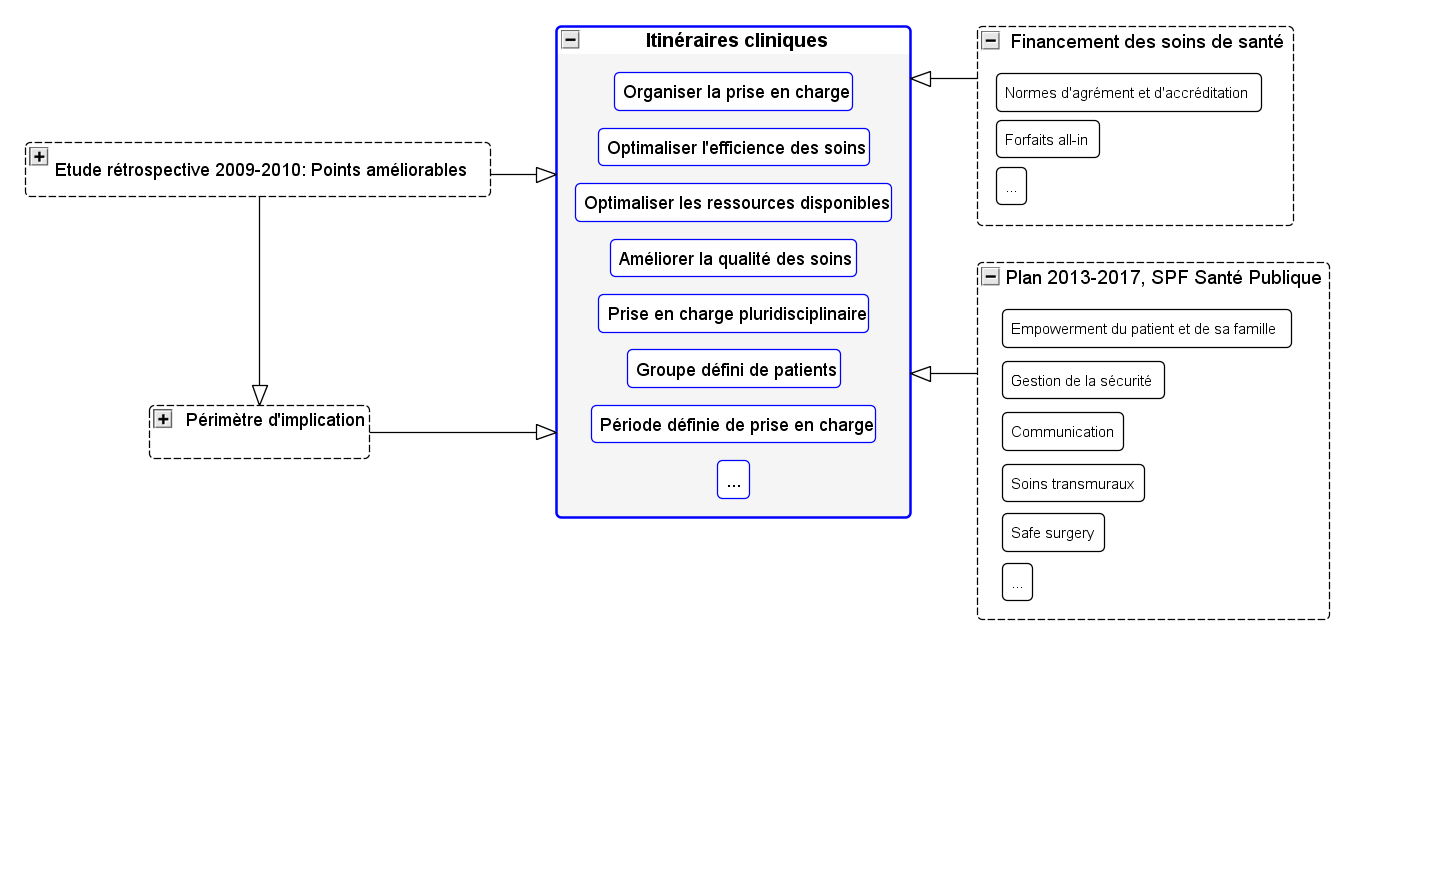 Etude rétrospective 2009-2010: Points améliorables
Périmètre d'implication
Itinéraires cliniques
Organiser la prise en charge
Optimaliser l'efficience des soins
Optimaliser les ressources disponibles
Améliorer la qualité des soins
Prise en charge pluridisciplinaire
Groupe défini de patients
Période définie de prise en charge
...
Financement des soins de santé
Normes d'agrément et d'accréditation
Forfaits all-in
...
Plan 2013-2017, SPF Santé Publique
Empowerment du patient et de sa famille
Gestion de la sécurité
Communication
Soins transmuraux
Safe surgery
...